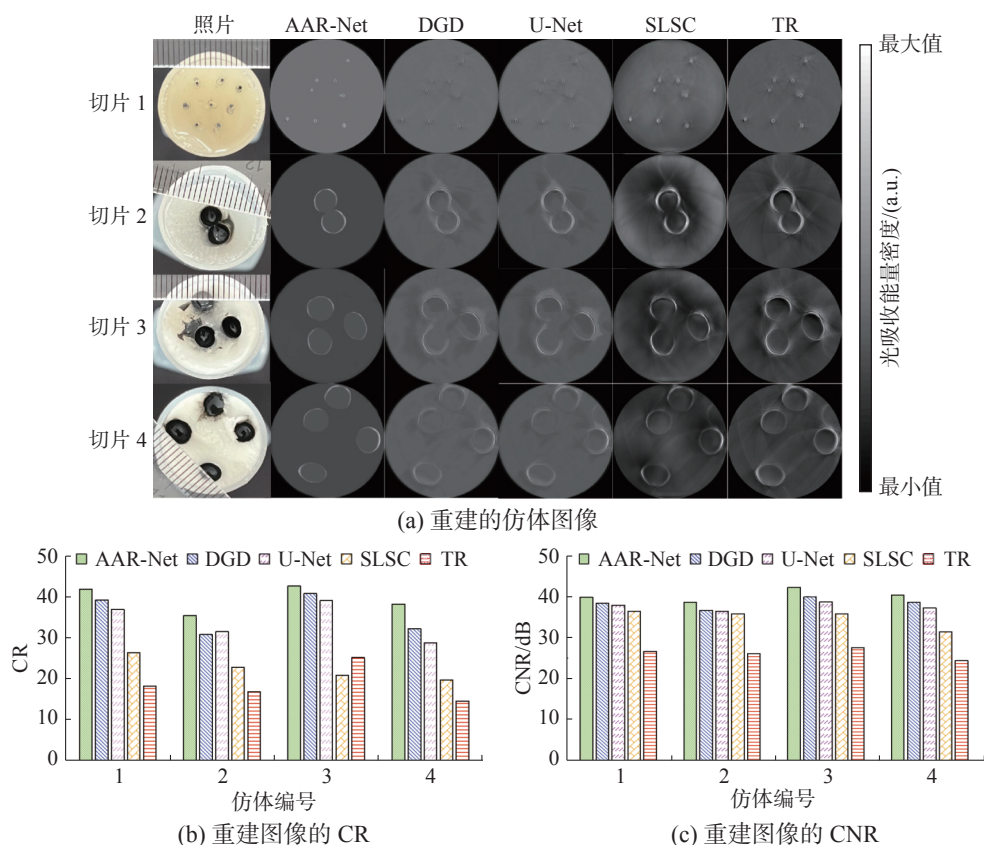 照片 AAR-Net DGD U-Net SLSC TR
切片 1
切片 2
切片 3
切片 4
最大值
光吸收能量密度/(a.u.)
最小值
(a) 重建的仿体图像
AAR-Net DGD U-Net SLSC TR
CR
50
40
30
20
10
0
1 2 3 4
仿体编号
(b) 重建图像的 CR
AAR-Net DGD U-Net SLSC TR
CNR/dB
50
40
30
20
10
0
1 2 3 4
仿体编号
(c) 重建图像的 CNR